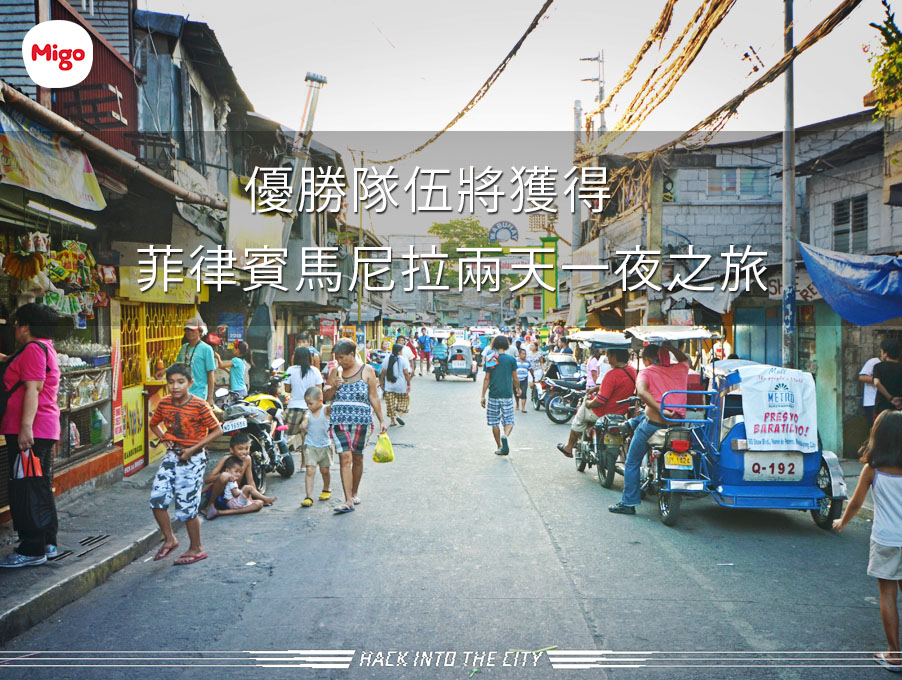 Migo
優勝隊伍將獲得
菲律賓馬尼拉兩天一夜之旅
METRO
PRESYO
BARATILYO!
Q-192
HACK INTO THE CITY